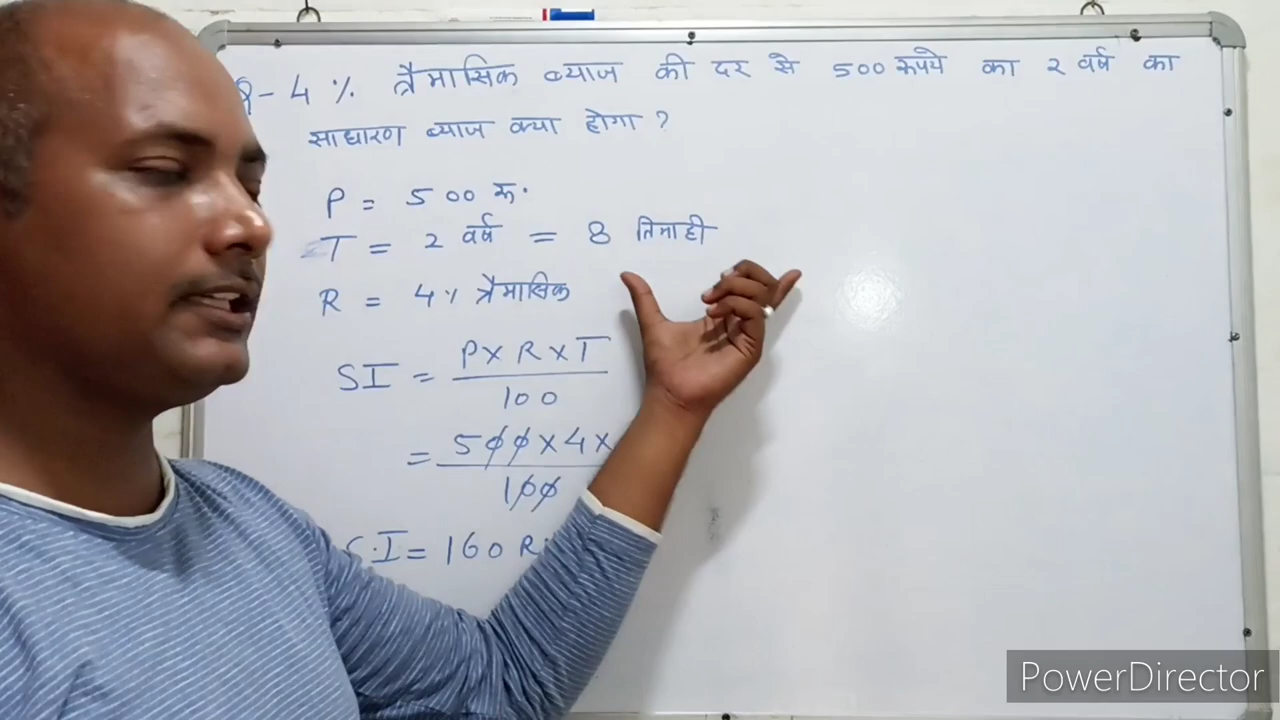 Q- 4 % त्रैमासिक ब्याज की दर से 500 रूपये का 2 वर्ष का
साधारण ब्याज क्या होगा ?
P = 500 रू.
T = 2 वर्ष = 8 तिमाही
R = 4% त्रैमासिक
SI = P x R x T
100
= 500 x 4 x
100
S.I = 160 R
PowerDirector